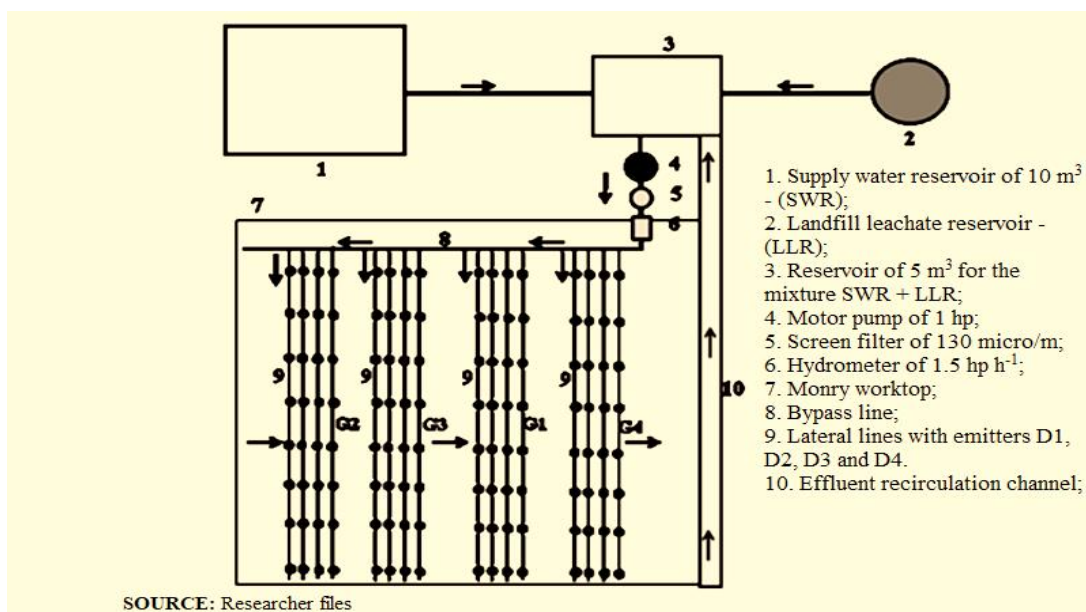 3
1
2
4
5
6
7
8
9 9 9 9
G2 G3 G1 G4
10
1. Supply water reservoir of 10 m³
- (SWR);
2. Landfill leachate reservoir -
(LLR);
3. Reservoir of 5 m³ for the
mixture SWR + LLR;
4. Motor pump of 1 hp;
5. Screen filter of 130 micro/m;
6. Hydrometer of 1.5 hp h⁻¹;
7. Monry worktop;
8. Bypass line;
9. Lateral lines with emitters D1,
D2, D3 and D4.
10. Effluent recirculation channel;
SOURCE: Researcher files